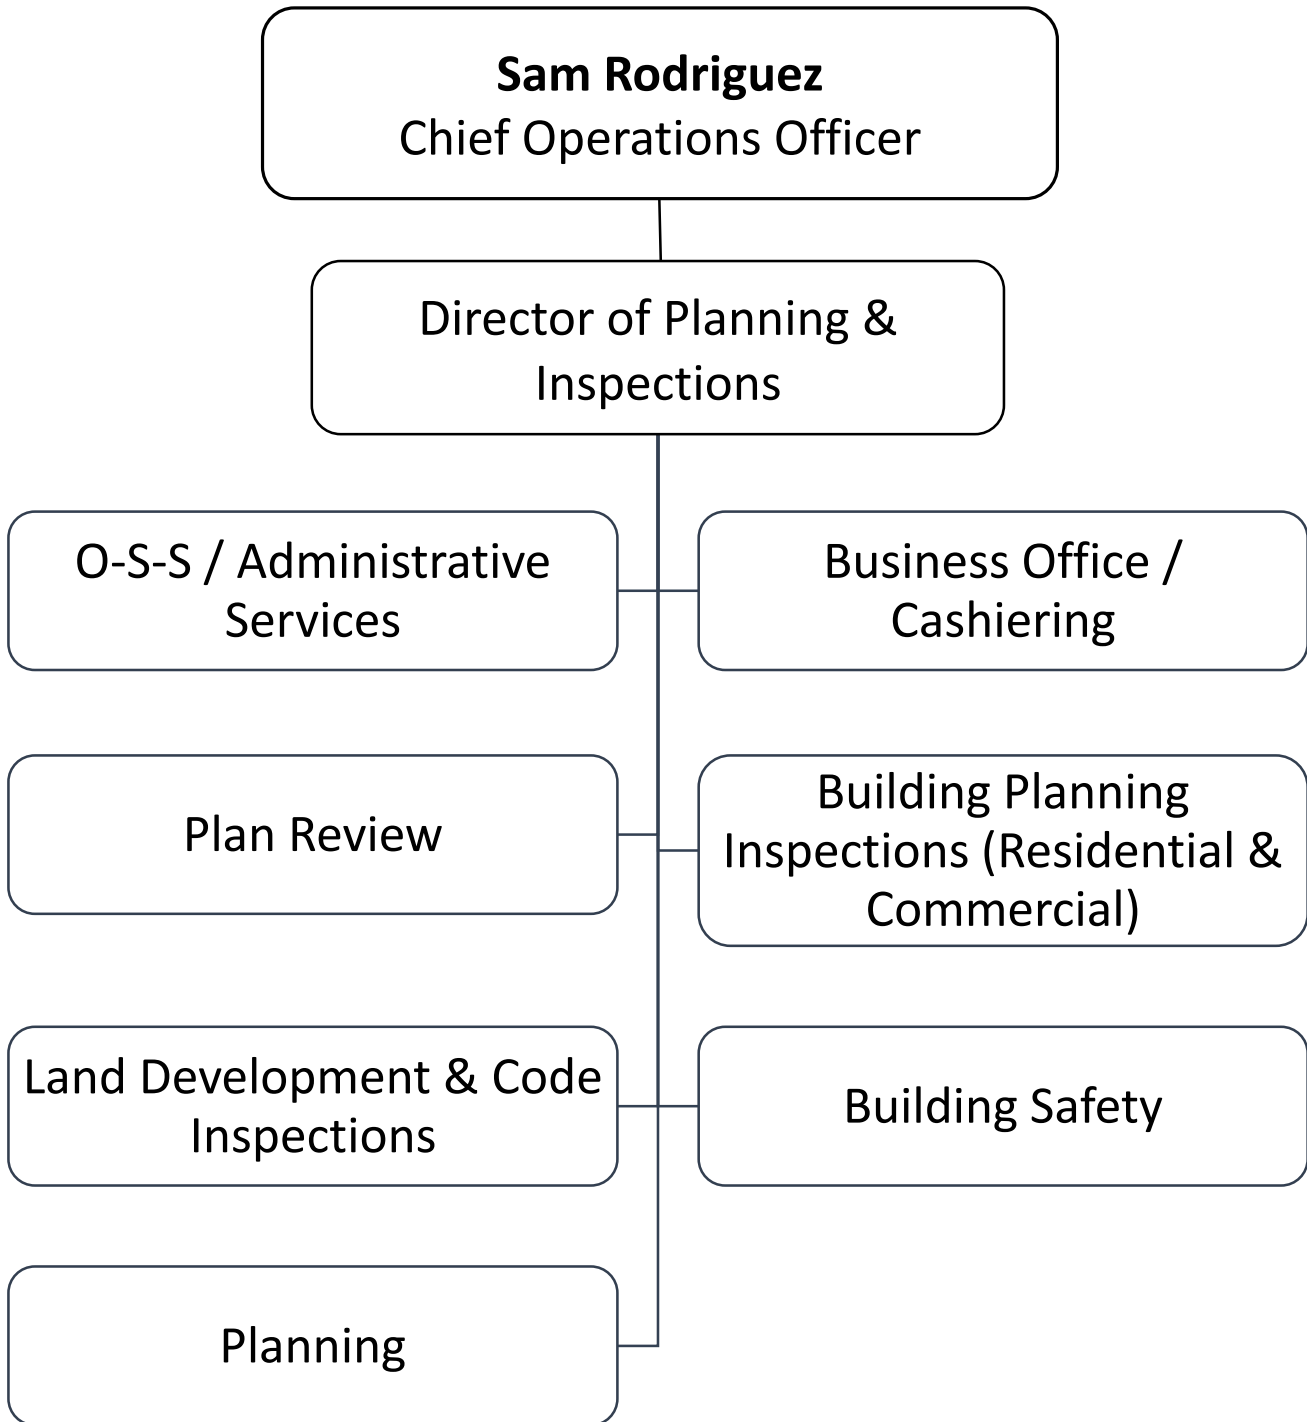 Sam Rodriguez
Chief Operations Officer
Director of Planning &
Inspections
O-S-S / Administrative
Services
Business Office /
Cashiering
Plan Review
Building Planning
Inspections (Residential &
Commercial)
Land Development & Code
Inspections
Building Safety
Planning